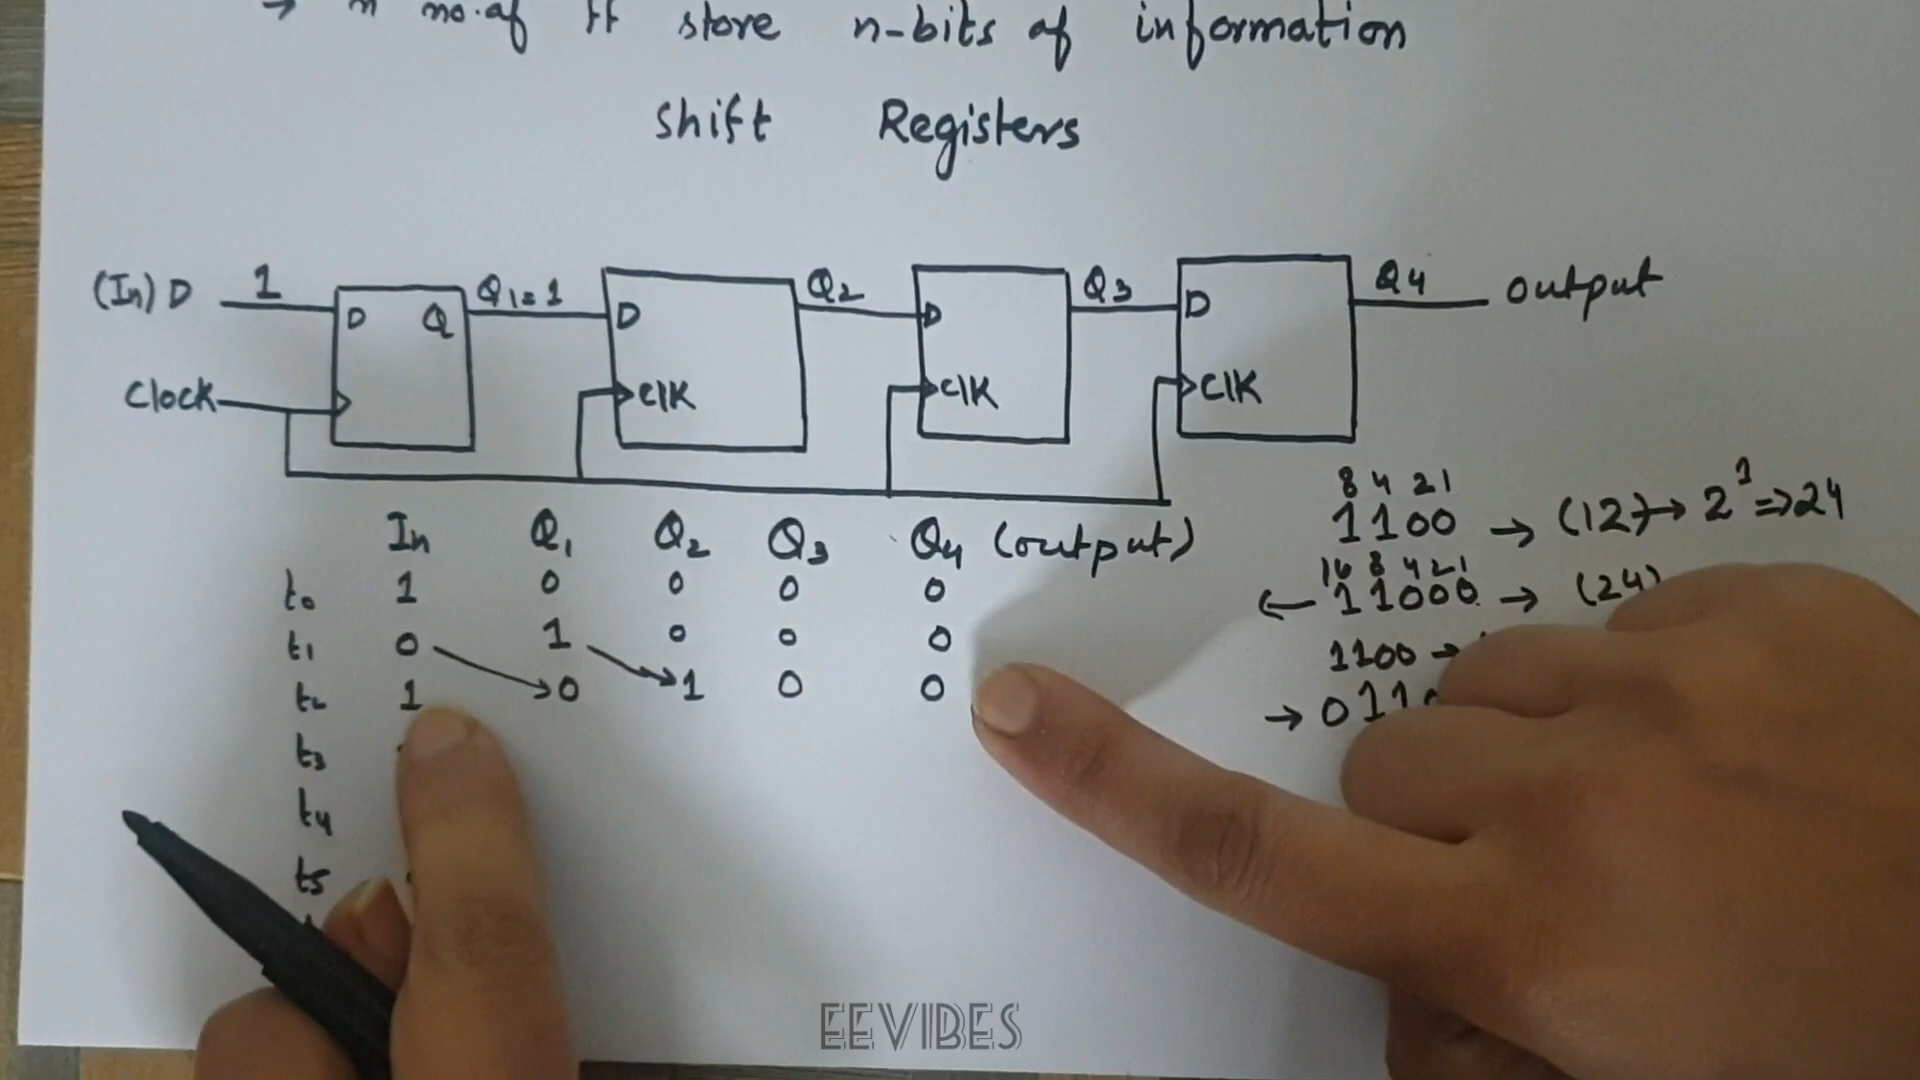 → n no.of FF store n-bits of information
Shift Registers
(In) D 1 D Q Q1=1 D Q2 D Q3 D Q4 output
Clock CLK CLK CLK
8 4 2 1
1100 → (12) → 2¹ ⇒ 24
In Q1 Q2 Q3 Q4 (output)
16 8 4 2 1
← 11000 → (24)
t0 1 0 0 0 0
t1 0 1 0 0 0
1100 →
t2 1 0 1 0 0
→ 011
t3
t4
t5
EEVIBES